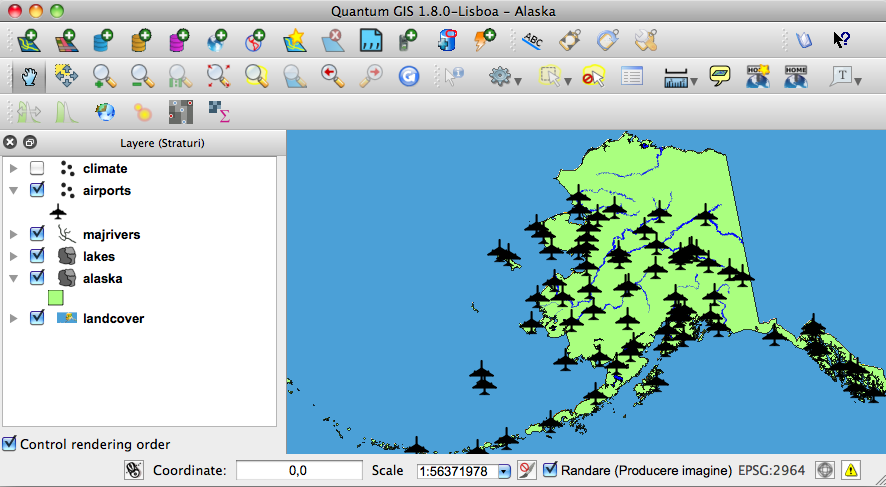 Quantum GIS 1.8.0-Lisboa - Alaska
ABC
G
HOME
HOME
T
Layere (Straturi)
climate
airports
majrivers
lakes
alaska
landcover
Control rendering order
Coordinate: 0,0 Scale 1:56371978 Randare (Producere imagine) EPSG:2964